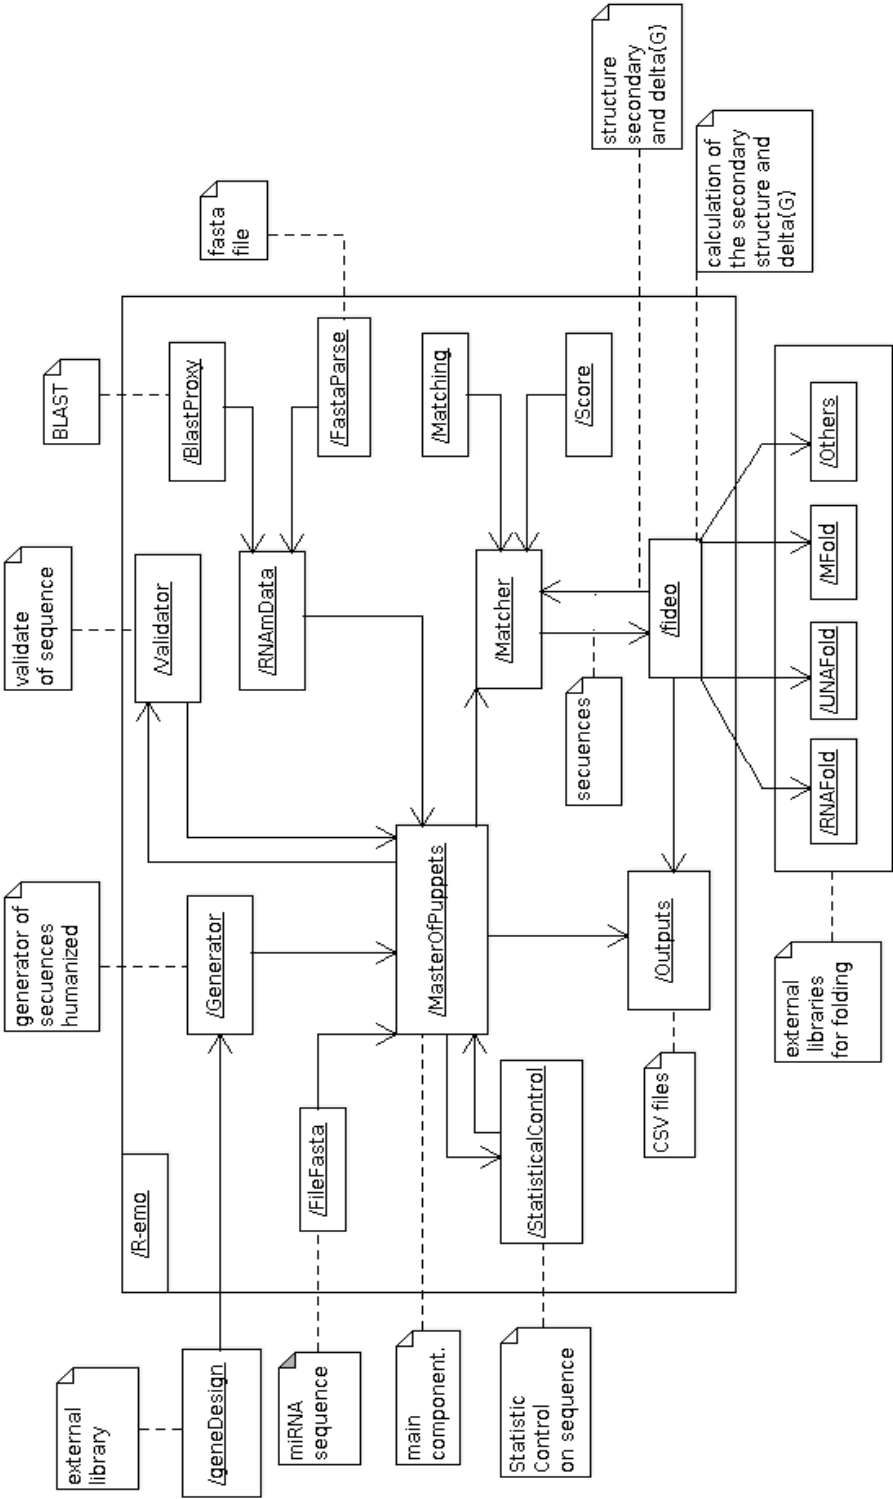 external
library
/geneDesign
/R-emo
generator of
secuences
humanized
/Generator
validate
of sequence
/Validator
BLAST
/BlastProxy
fasta
file
/FastaParse
/RNAmData
miRNA
sequence
/FileFasta
main
component.
/MasterOfPuppets
/Matching
/Score
/Matcher
Statistic
Control
on sequence
/StatisticalControl
secuences
structure
secondary
and delta(G)
/fideo
calculation of
the secondary
structure and
delta(G)
CSV files
/Outputs
external
libraries
for folding
/RNAFold
/UNAFold
/MFold
/Others